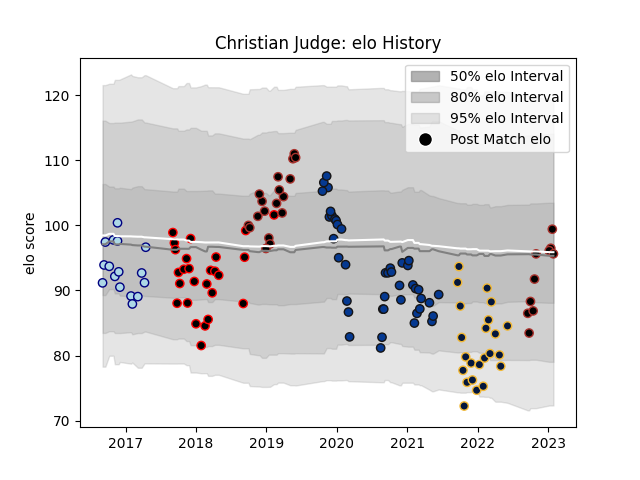 Christian Judge: elo History
50% elo Interval
80% elo Interval
95% elo Interval
Post Match elo
elo score
120
110
100
90
80
70
2017 2018 2019 2020 2021 2022 2023